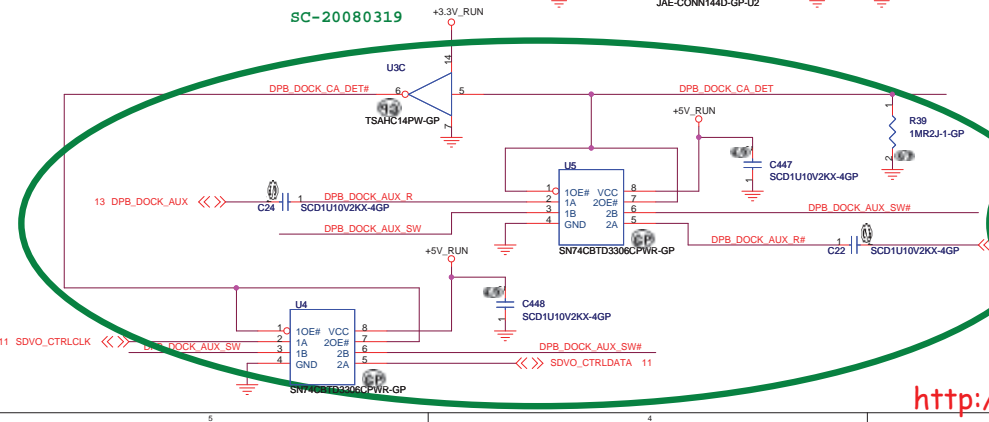 JAE-CONN144D-GP-U2
SC-20080319
+3.3V_RUN
14
U3C
DPB_DOCK_CA_DET#
6
5
DPB_DOCK_CA_DET
7
TSAHC14PW-GP
+5V_RUN
1
R39
1MR2J-1-GP
2
C447
SCD1U10V2KX-4GP
1
U5
1 1OE# VCC 8
2 1A 2OE# 7
3 1B 2B 6
4 GND 2A 5
SN74CBTD3306CPWR-GP
13 DPB_DOCK_AUX
C24
1
DPB_DOCK_AUX_R
SCD1U10V2KX-4GP
DPB_DOCK_AUX_SW
DPB_DOCK_AUX_SW#
DPB_DOCK_AUX_R#
1
C22
SCD1U10V2KX-4GP
+5V_RUN
C448
SCD1U10V2KX-4GP
1
U4
1 1OE# VCC 8
2 1A 2OE# 7
3 1B 2B 6
4 GND 2A 5
SN74CBTD3306CPWR-GP
11 SDVO_CTRLCLK
DPB_DOCK_AUX_SW
DPB_DOCK_AUX_SW#
SDVO_CTRLDATA 11
http:/
5
4